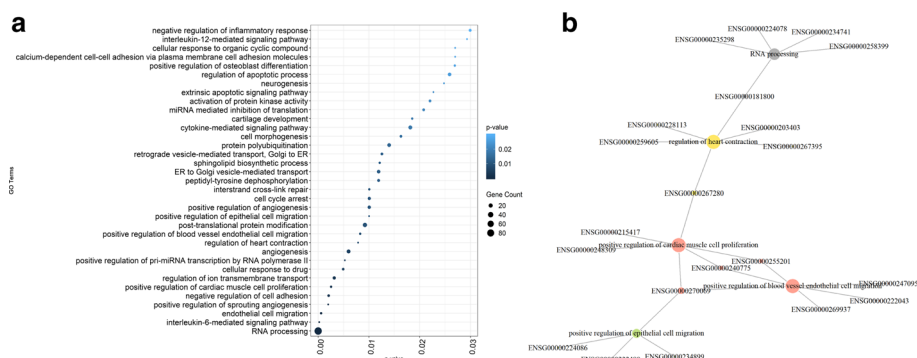 a
negative regulation of inflammatory response
interleukin-12-mediated signaling pathway
cellular response to organic cyclic compound
calcium-dependent cell-cell adhesion via plasma membrane cell adhesion molecules
positive regulation of osteoblast differentiation
regulation of apoptotic process
neurogenesis
extrinsic apoptotic signaling pathway
activation of protein kinase activity
miRNA mediated inhibition of translation
cartilage development
cytokine-mediated signaling pathway
cell morphogenesis
protein polyubiquitination
retrograde vesicle-mediated transport, Golgi to ER
sphingolipid biosynthetic process
ER to Golgi vesicle-mediated transport
peptidyl-tyrosine dephosphorylation
interstrand cross-link repair
cell cycle arrest
positive regulation of angiogenesis
positive regulation of epithelial cell migration
post-translational protein modification
positive regulation of blood vessel endothelial cell migration
regulation of heart contraction
angiogenesis
positive regulation of pri-miRNA transcription by RNA polymerase II
cellular response to drug
regulation of ion transmembrane transport
positive regulation of cardiac muscle cell proliferation
negative regulation of cell adhesion
positive regulation of sprouting angiogenesis
endothelial cell migration
interleukin-6-mediated signaling pathway
RNA processing
GO Terms
0.00
0.01
0.02
0.03
p-value
0.02
0.01
Gene Count
20
40
60
80
b
ENSG00000224078
ENSG00000234741
ENSG00000235298
ENSG00000258399
RNA processing
ENSG00000181800
ENSG00000228113
ENSG00000203403
regulation of heart contraction
ENSG00000259605
ENSG00000267395
ENSG00000267280
ENSG00000215417
positive regulation of cardiac muscle cell proliferation
ENSG00000248309
ENSG00000255201
ENSG00000240775
positive regulation of blood vessel endothelial cell migration
ENSG00000247095
ENSG00000270069
ENSG00000222043
ENSG00000269937
positive regulation of epithelial cell migration
ENSG00000224086
ENSG00000234899